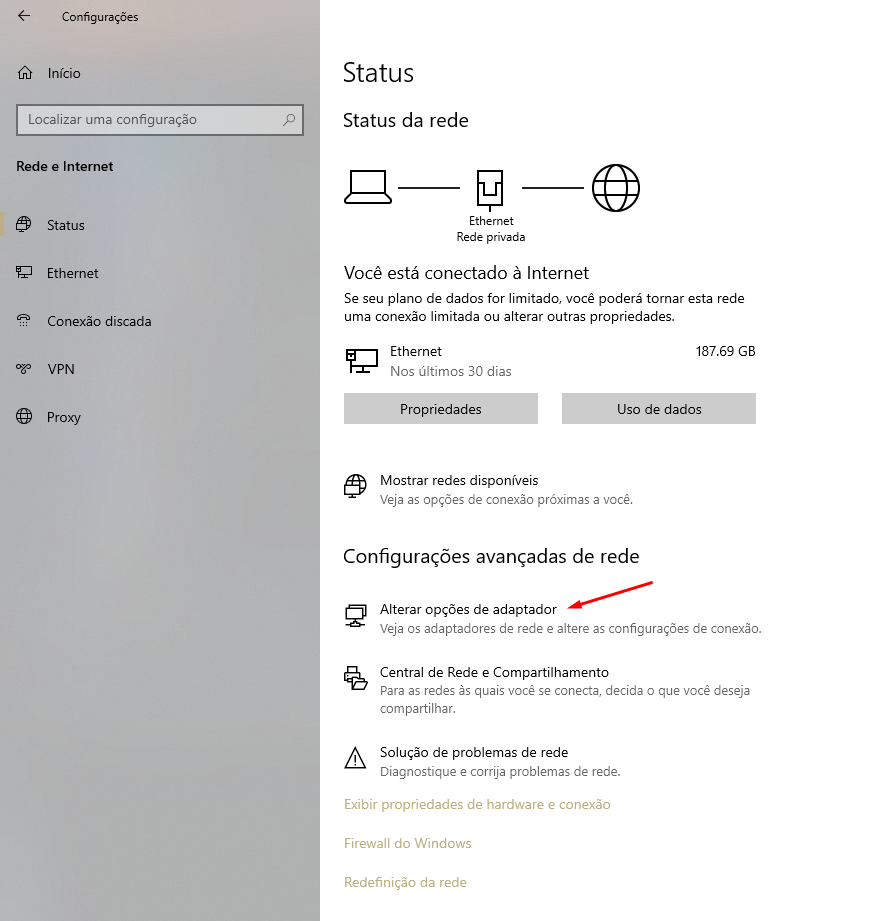 Configurações
Início
Localizar uma configuração
Rede e Internet
Status
Ethernet
Conexão discada
VPN
Proxy
Status
Status da rede
Ethernet
Rede privada
Você está conectado à Internet
Se seu plano de dados for limitado, você poderá tornar esta rede
uma conexão limitada ou alterar outras propriedades.
Ethernet
187.69 GB
Nos últimos 30 dias
Propriedades
Uso de dados
Mostrar redes disponíveis
Veja as opções de conexão próximas a você.
Configurações avançadas de rede
Alterar opções de adaptador
Veja os adaptadores de rede e altere as configurações de conexão.
Central de Rede e Compartilhamento
Para as redes às quais você se conecta, decida o que você deseja
compartilhar.
Solução de problemas de rede
Diagnostique e corrija problemas de rede.
Exibir propriedades de hardware e conexão
Firewall do Windows
Redefinição da rede